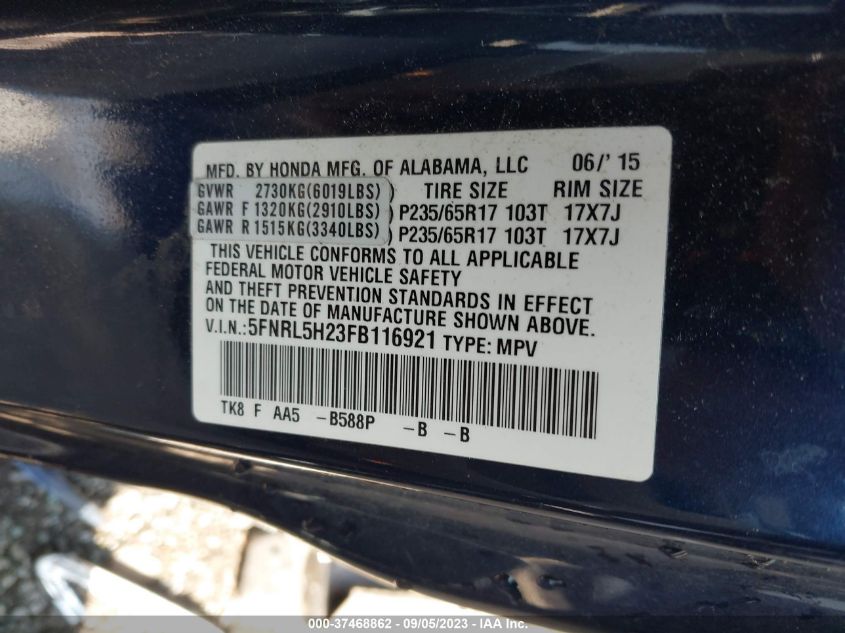 MFD. BY HONDA MFG. OF ALABAMA, LLC 06/' 15
GVWR 2730KG(6019LBS) TIRE SIZE RIM SIZE
GAWR F 1320KG(2910LBS) P235/65R17 103T 17X7J
GAWR R 1515KG(3340LBS) P235/65R17 103T 17X7J
THIS VEHICLE CONFORMS TO ALL APPLICABLE
FEDERAL MOTOR VEHICLE SAFETY
AND THEFT PREVENTION STANDARDS IN EFFECT
ON THE DATE OF MANUFACTURE SHOWN ABOVE.
V.I.N.:5FNRL5H23FB116921 TYPE: MPV
TK8 F AA5 -B588P -B -B
000-37468862 - 09/05/2023 - IAA Inc.